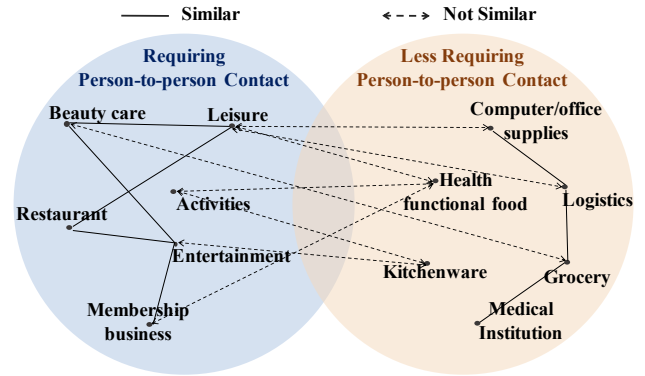 Similar
Not Similar
Requiring
Person-to-person Contact
Less Requiring
Person-to-person Contact
Beauty care
Leisure
Computer/office
supplies
Health
functional food
Activities
Logistics
Restaurant
Entertainment
Kitchenware
Grocery
Membership
business
Medical
Institution